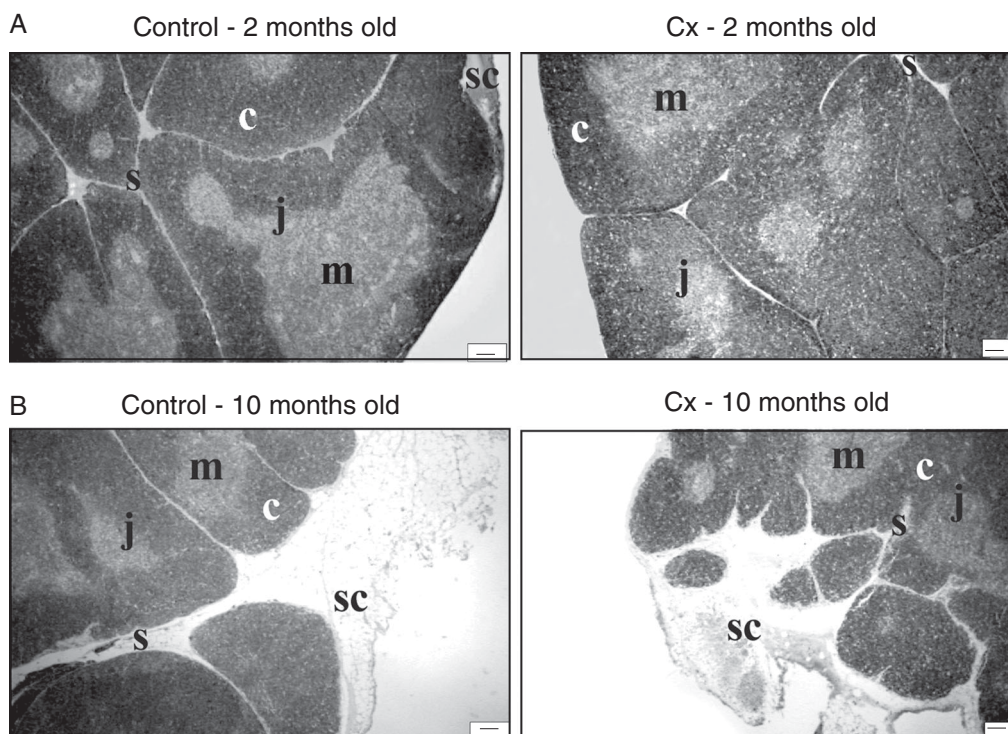 A
Control - 2 months old
Cx - 2 months old
sc
c
s
j
m
s
m
c
j
B
Control - 10 months old
Cx - 10 months old
m
c
j
sc
s
m
c
j
s
sc